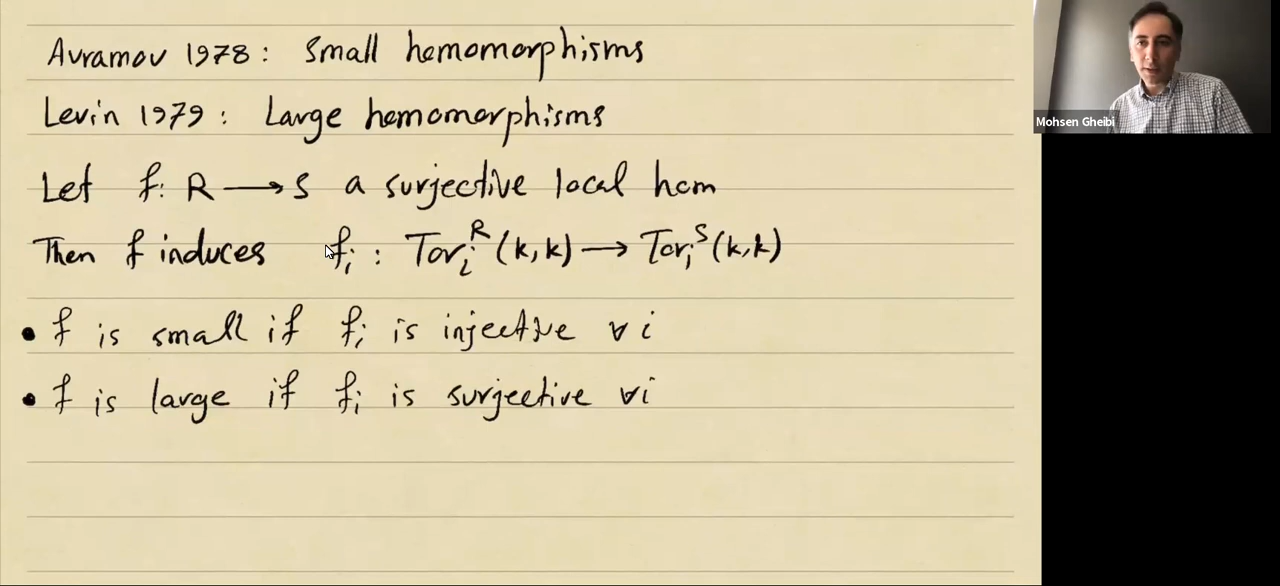 Avramov 1978: Small homomorphisms
Levin 1979: Large homomorphisms
Let f: R ⟶ S a surjective local hom
Then f induces f_i : Tor_i^R (k,k) ⟶ Tor_i^S (k,k)
• f is small if f_i is injective ∀ i
• f is large if f_i is surjective ∀i
Mohsen Gheibi